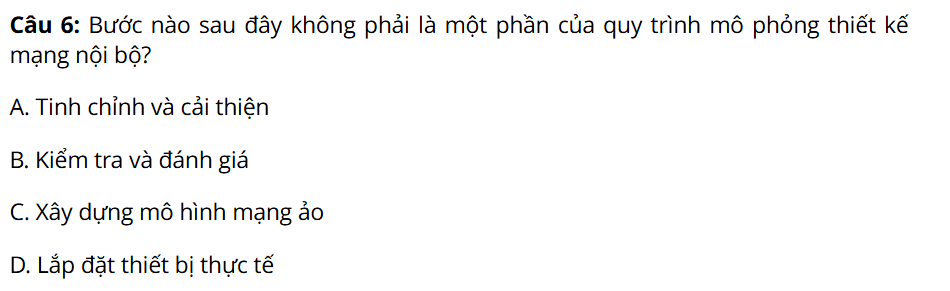 Câu 6: Bước nào sau đây không phải là một phần của quy trình mô phỏng thiết kế
mạng nội bộ?
A. Tinh chỉnh và cải thiện
B. Kiểm tra và đánh giá
C. Xây dựng mô hình mạng ảo
D. Lắp đặt thiết bị thực tế